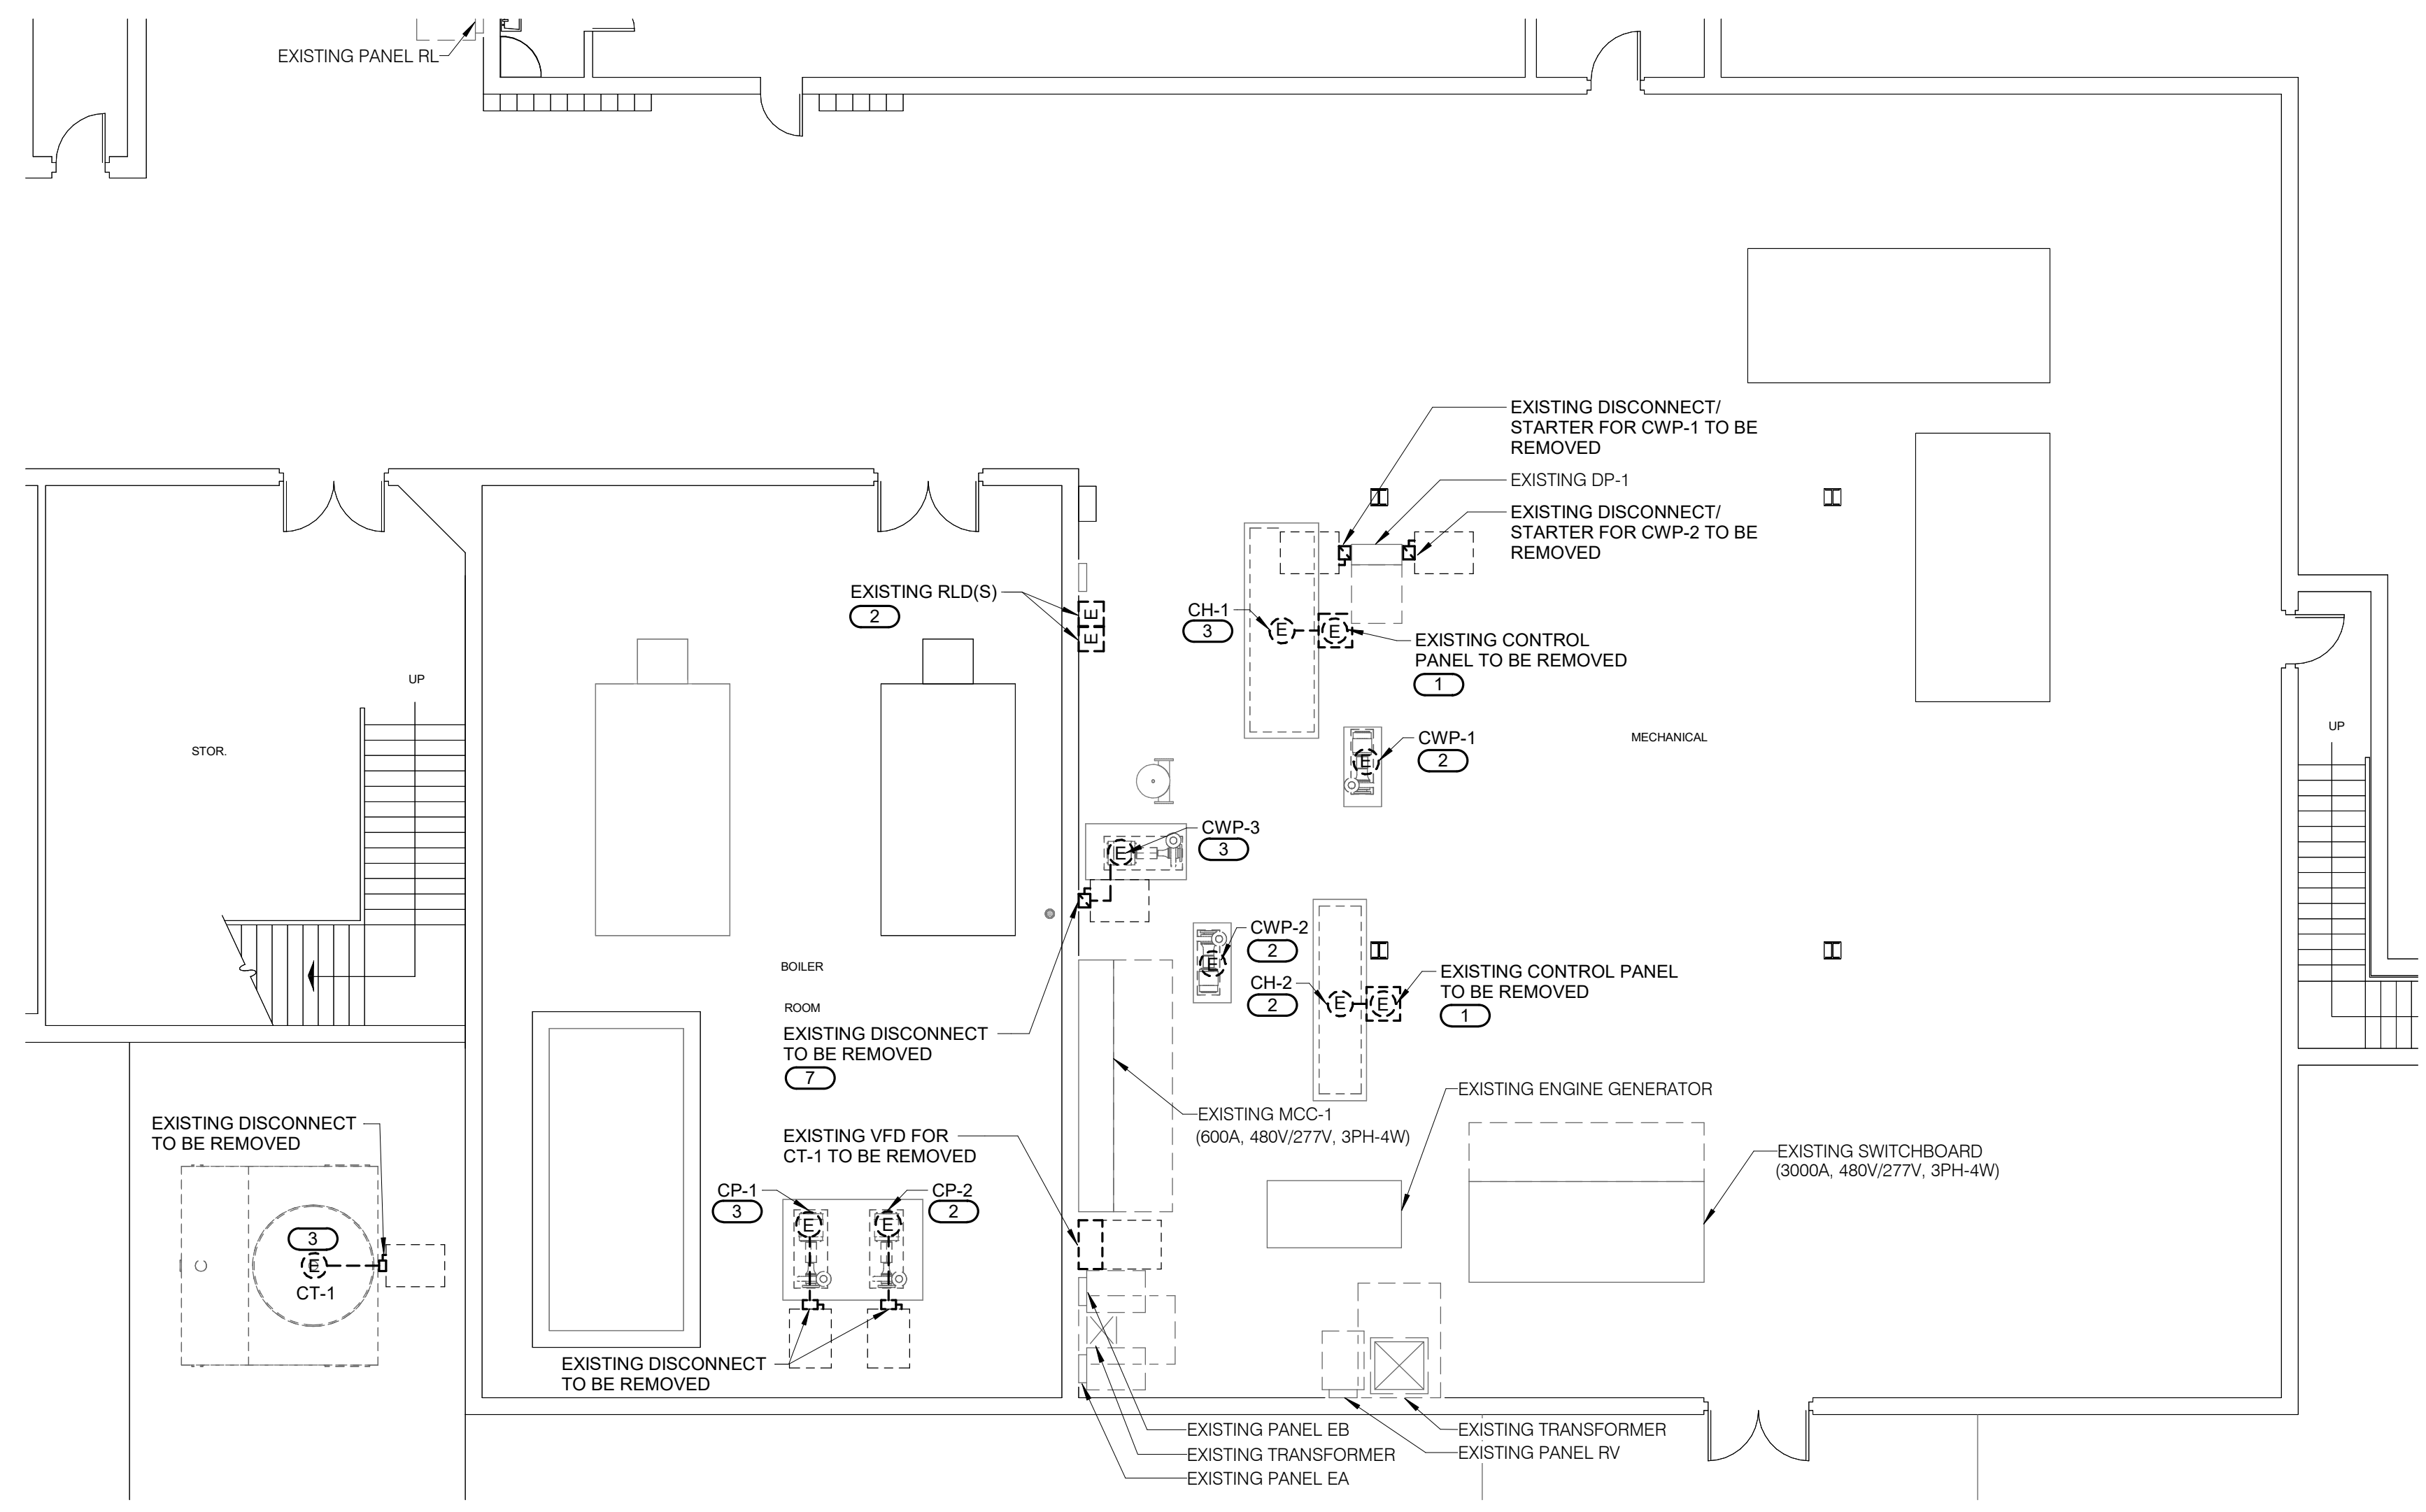 EXISTING PANEL RL
EXISTING DISCONNECT/
STARTER FOR CWP-1 TO BE
REMOVED
EXISTING DP-1
EXISTING DISCONNECT/
STARTER FOR CWP-2 TO BE
REMOVED
EXISTING RLD(S)
2
E
E
CH-1
3
E
E
EXISTING CONTROL
PANEL TO BE REMOVED
1
UP
STOR.
CWP-1
2
E
MECHANICAL
UP
CWP-3
3
E
CWP-2
2
E
CH-2
2
E
E
EXISTING CONTROL PANEL
TO BE REMOVED
1
BOILER
ROOM
EXISTING DISCONNECT
TO BE REMOVED
7
EXISTING ENGINE GENERATOR
EXISTING MCC-1
(600A, 480V/277V, 3PH-4W)
EXISTING DISCONNECT
TO BE REMOVED
EXISTING VFD FOR
CT-1 TO BE REMOVED
EXISTING SWITCHBOARD
(3000A, 480V/277V, 3PH-4W)
CP-1
3
E
CP-2
2
E
3
E
CT-1
C
EXISTING DISCONNECT
TO BE REMOVED
EXISTING PANEL EB
EXISTING TRANSFORMER
EXISTING PANEL EA
EXISTING TRANSFORMER
EXISTING PANEL RV